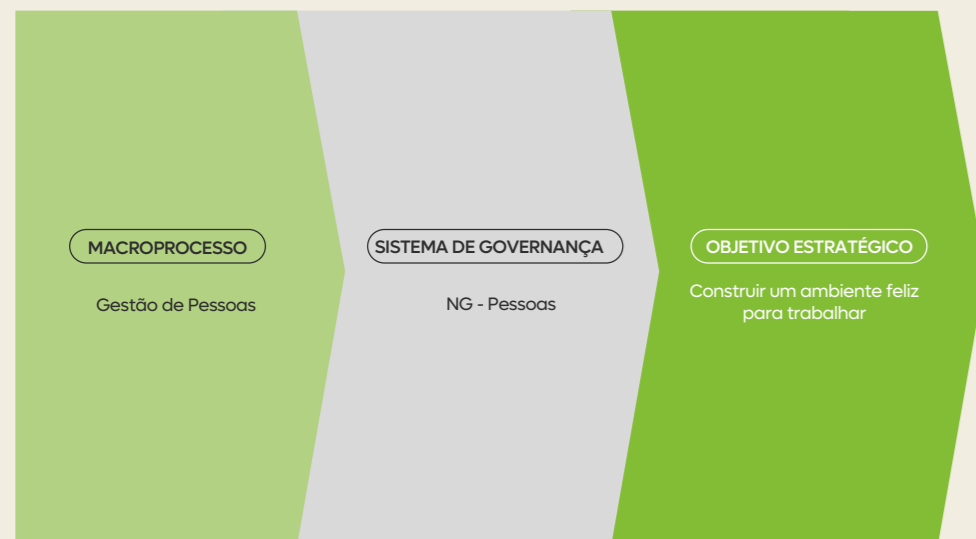 MACROPROCESSO
Gestão de Pessoas
SISTEMA DE GOVERNANÇA
NG - Pessoas
OBJETIVO ESTRATÉGICO
Construir um ambiente feliz
para trabalhar